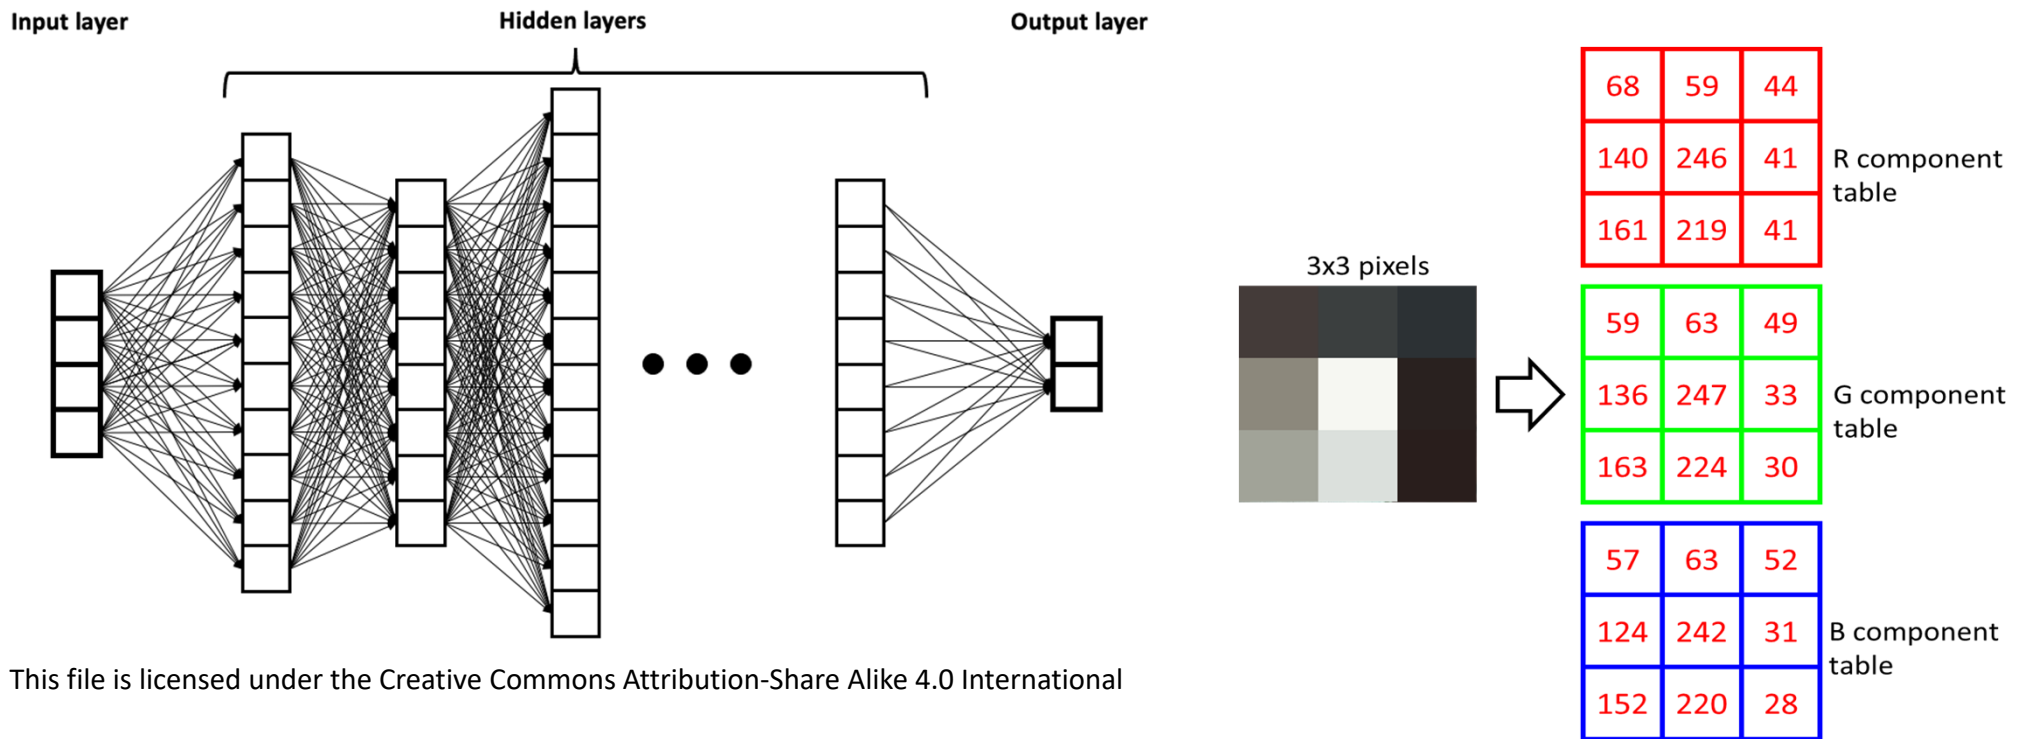 Input layer
Hidden layers
Output layer
This file is licensed under the Creative Commons Attribution-Share Alike 4.0 International
3x3 pixels
68 59 44
140 246 41
161 219 41
R component
table
59 63 49
136 247 33
163 224 30
G component
table
57 63 52
124 242 31
152 220 28
B component
table